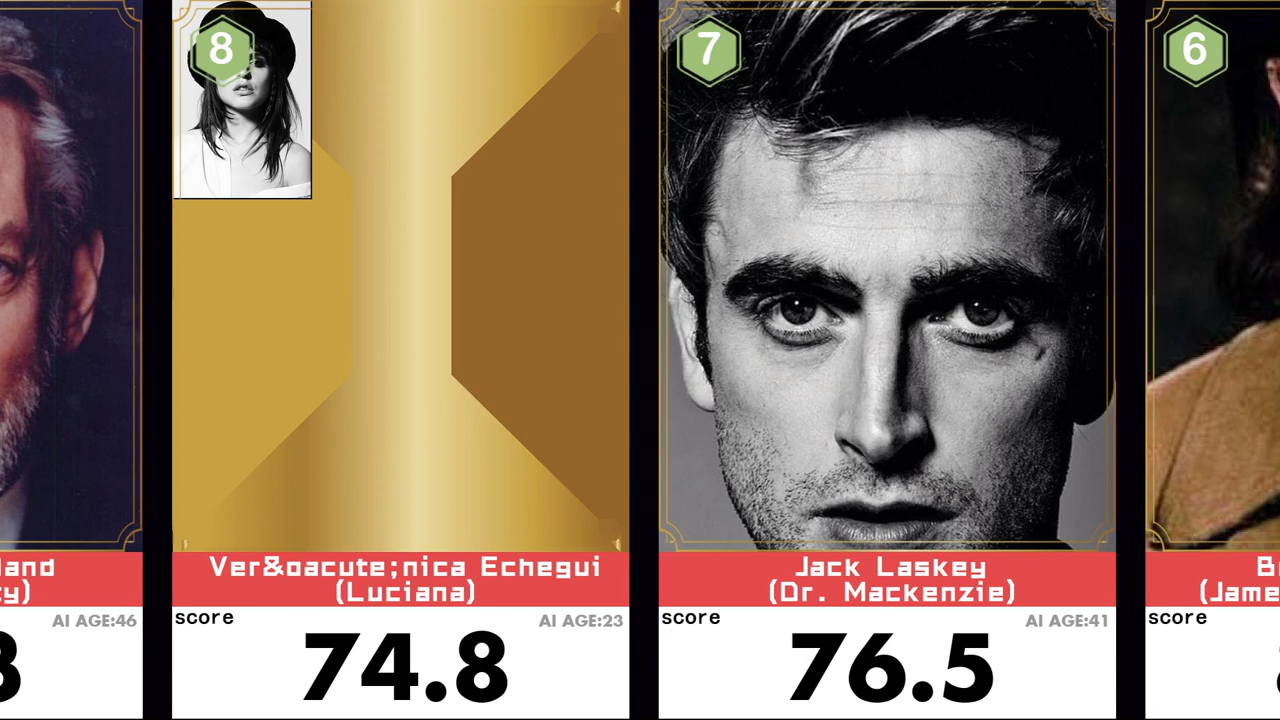 8
7
6
Ver&oacute;nica Echegui
(Luciana)
Jack Laskey
(Dr. Mackenzie)
score
AI AGE:46
AI AGE:23
score
AI AGE:41
score
74.8
76.5